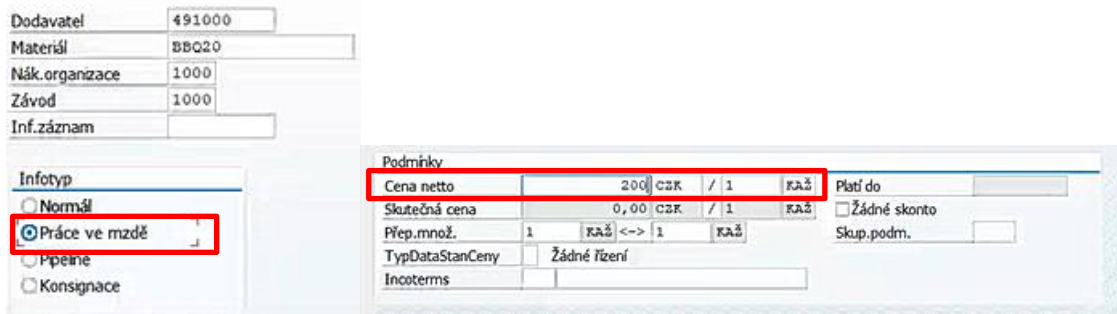 Dodavatel 491000
Materiál BBQ20
Nák.organizace 1000
Závod 1000
Inf.záznam
Infotyp
Normál
Práce ve mzdě
Pipeline
Konsignace
Podmínky
Cena netto 200 CZK / 1 KAŽ Platí do
Skutečná cena 0,00 CZK / 1 KAŽ Žádné skonto
Přep.množ. 1 KAŽ <-> 1 KAŽ Skup.podm.
TypDataStanCeny Žádné řízení
Incoterms